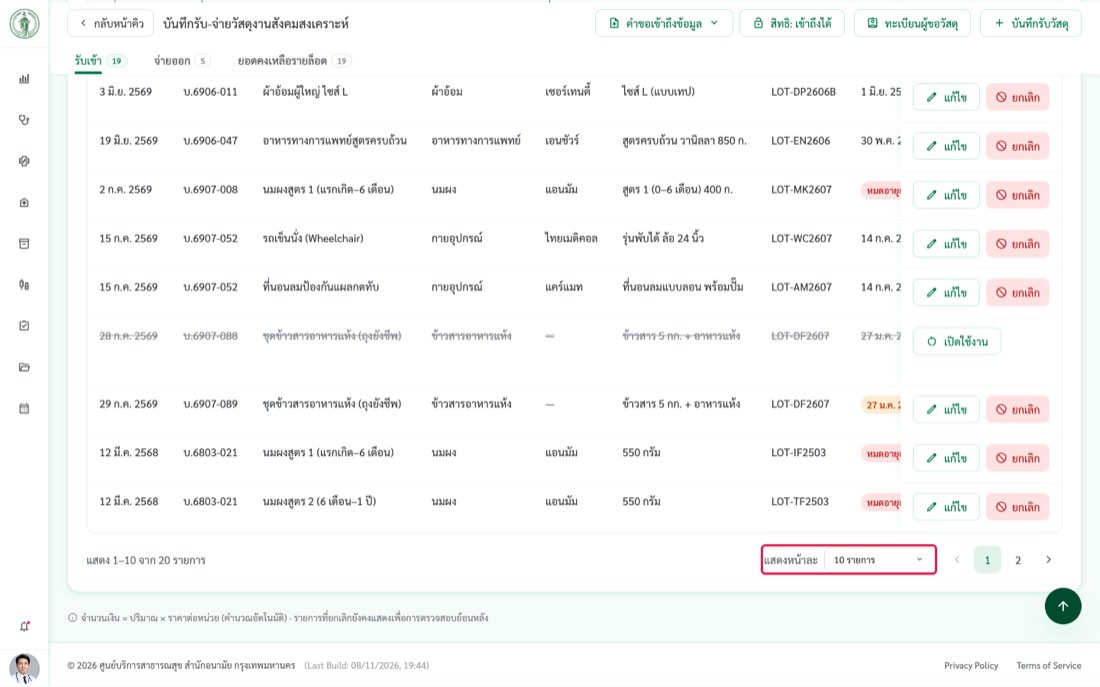 กลับหน้าคิว
บันทึกรับ-จ่ายวัสดุงานสังคมสงเคราะห์
คำขอเข้าถึงข้อมูล
สิทธิ: เข้าถึงได้
ทะเบียนผู้ขอวัสดุ
บันทึกรับวัสดุ
รับเข้า 19 จ่ายออก 5 ยอดคงเหลือรายล็อต 19
3 มิ.ย. 2569 บ.6906-011 ผ้าอ้อมผู้ใหญ่ ไซส์ L ผ้าอ้อม เซอร์เทนตี้ ไซส์ L (แบบเทป) LOT-DP2606B 1 มิ.ย. 25 แก้ไข ยกเลิก
19 มิ.ย. 2569 บ.6906-047 อาหารทางการแพทย์สูตรครบถ้วน อาหารทางการแพทย์ เอนชัวร์ สูตรครบถ้วน วานิลลา 850 ก. LOT-EN2606 30 พ.ค. 2 แก้ไข ยกเลิก
2 ก.ค. 2569 บ.6907-008 นมผงสูตร 1 (แรกเกิด–6 เดือน) นมผง แอนมัม สูตร 1 (0–6 เดือน) 400 ก. LOT-MK2607 หมดอายุ แก้ไข ยกเลิก
15 ก.ค. 2569 บ.6907-052 รถเข็นนั่ง (Wheelchair) กายอุปกรณ์ ไทยเมดิคอล รุ่นพับได้ ล้อ 24 นิ้ว LOT-WC2607 14 ก.ค. 2 แก้ไข ยกเลิก
15 ก.ค. 2569 บ.6907-052 ที่นอนลมป้องกันแผลกดทับ กายอุปกรณ์ แคร์แมท ที่นอนลมแบบลอน พร้อมปั๊ม LOT-AM2607 14 ก.ค. 2 แก้ไข ยกเลิก
28 ก.ค. 2569 บ.6907-088 ชุดข้าวสารอาหารแห้ง (ถุงยังชีพ) ข้าวสารอาหารแห้ง — ข้าวสาร 5 กก. + อาหารแห้ง LOT-DF2607 27 ม.ค. 2 เปิดใช้งาน
29 ก.ค. 2569 บ.6907-089 ชุดข้าวสารอาหารแห้ง (ถุงยังชีพ) ข้าวสารอาหารแห้ง — ข้าวสาร 5 กก. + อาหารแห้ง LOT-DF2607 27 ม.ค. 2 แก้ไข ยกเลิก
12 มี.ค. 2568 บ.6803-021 นมผงสูตร 1 (แรกเกิด–6 เดือน) นมผง แอนมัม 550 กรัม LOT-IF2503 หมดอายุ แก้ไข ยกเลิก
12 มี.ค. 2568 บ.6803-021 นมผงสูตร 2 (6 เดือน–1 ปี) นมผง แอนมัม 550 กรัม LOT-TF2503 หมดอายุ แก้ไข ยกเลิก
แสดง 1–10 จาก 20 รายการ แสดงหน้าละ 10 รายการ 1 2
จำนวนเงิน = ปริมาณ × ราคาต่อหน่วย (คำนวณอัตโนมัติ) · รายการที่ยกเลิกยังคงแสดงเพื่อการตรวจสอบย้อนหลัง
© 2026 ศูนย์บริการสาธารณสุข สำนักอนามัย กรุงเทพมหานคร (Last Build: 08/11/2026, 19:44) Privacy Policy Terms of Service